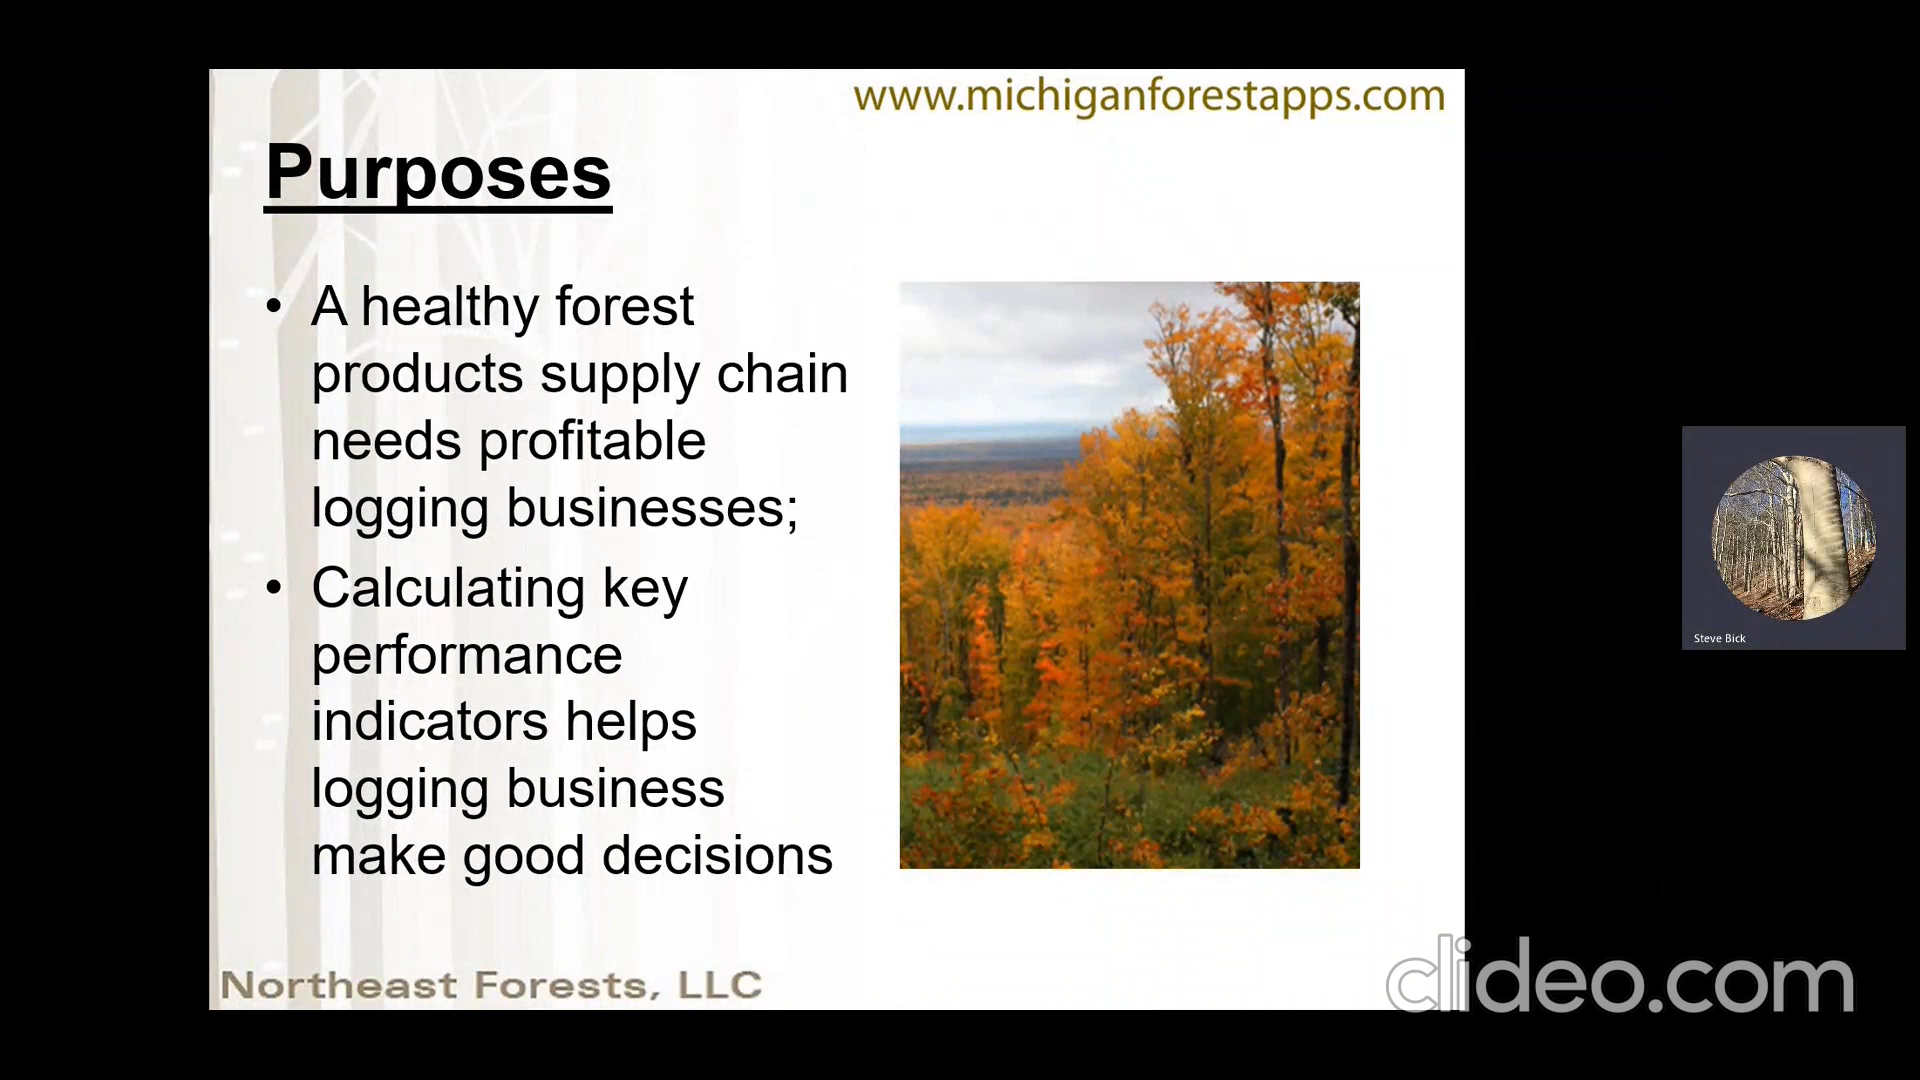 www.michiganforestapps.com
Purposes
• A healthy forest
products supply chain
needs profitable
logging businesses;
• Calculating key
performance
indicators helps
logging business
make good decisions
Steve Bick
Northeast Forests, LLC
clideo.com